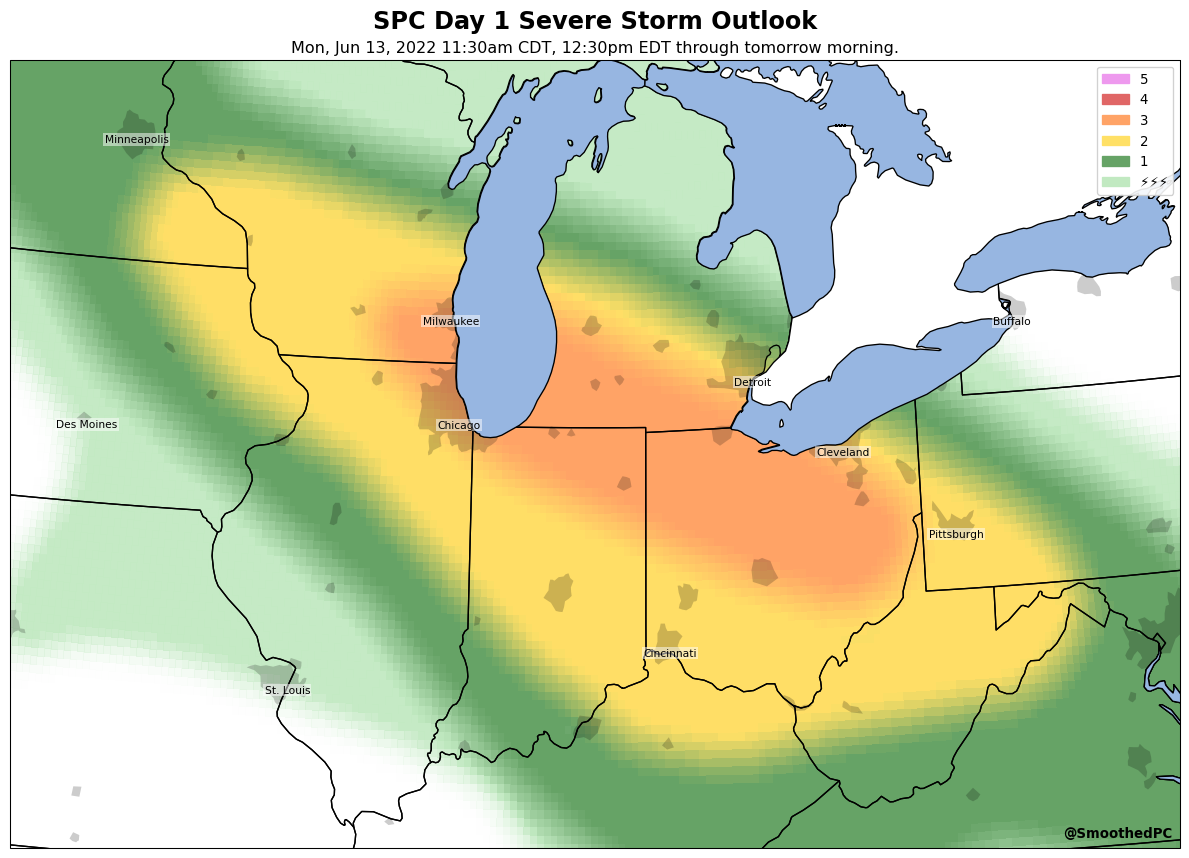 SPC Day 1 Severe Storm Outlook
Mon, Jun 13, 2022 11:30am CDT, 12:30pm EDT through tomorrow morning.
5
4
3
2
1
⚡⚡⚡
Minneapolis
Milwaukee
Buffalo
Detroit
Des Moines
Chicago
Cleveland
Pittsburgh
Cincinnati
St. Louis
@SmoothedPC